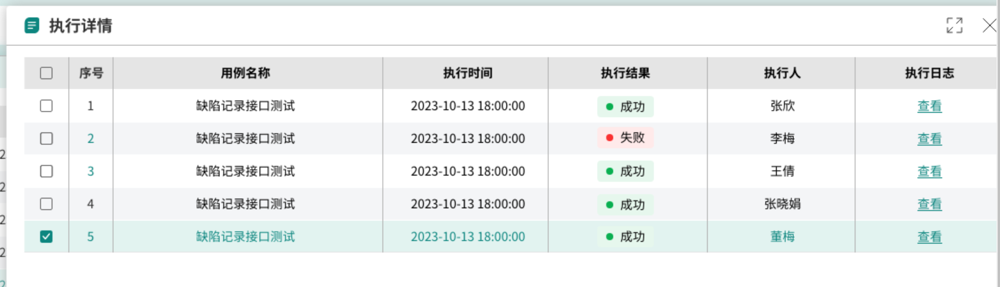 执行详情
序号 用例名称 执行时间 执行结果 执行人 执行日志
1 缺陷记录接口测试 2023-10-13 18:00:00 成功 张欣 查看
2 缺陷记录接口测试 2023-10-13 18:00:00 失败 李梅 查看
3 缺陷记录接口测试 2023-10-13 18:00:00 成功 王倩 查看
4 缺陷记录接口测试 2023-10-13 18:00:00 成功 张晓娟 查看
5 缺陷记录接口测试 2023-10-13 18:00:00 成功 董梅 查看
2
2
2
2
2